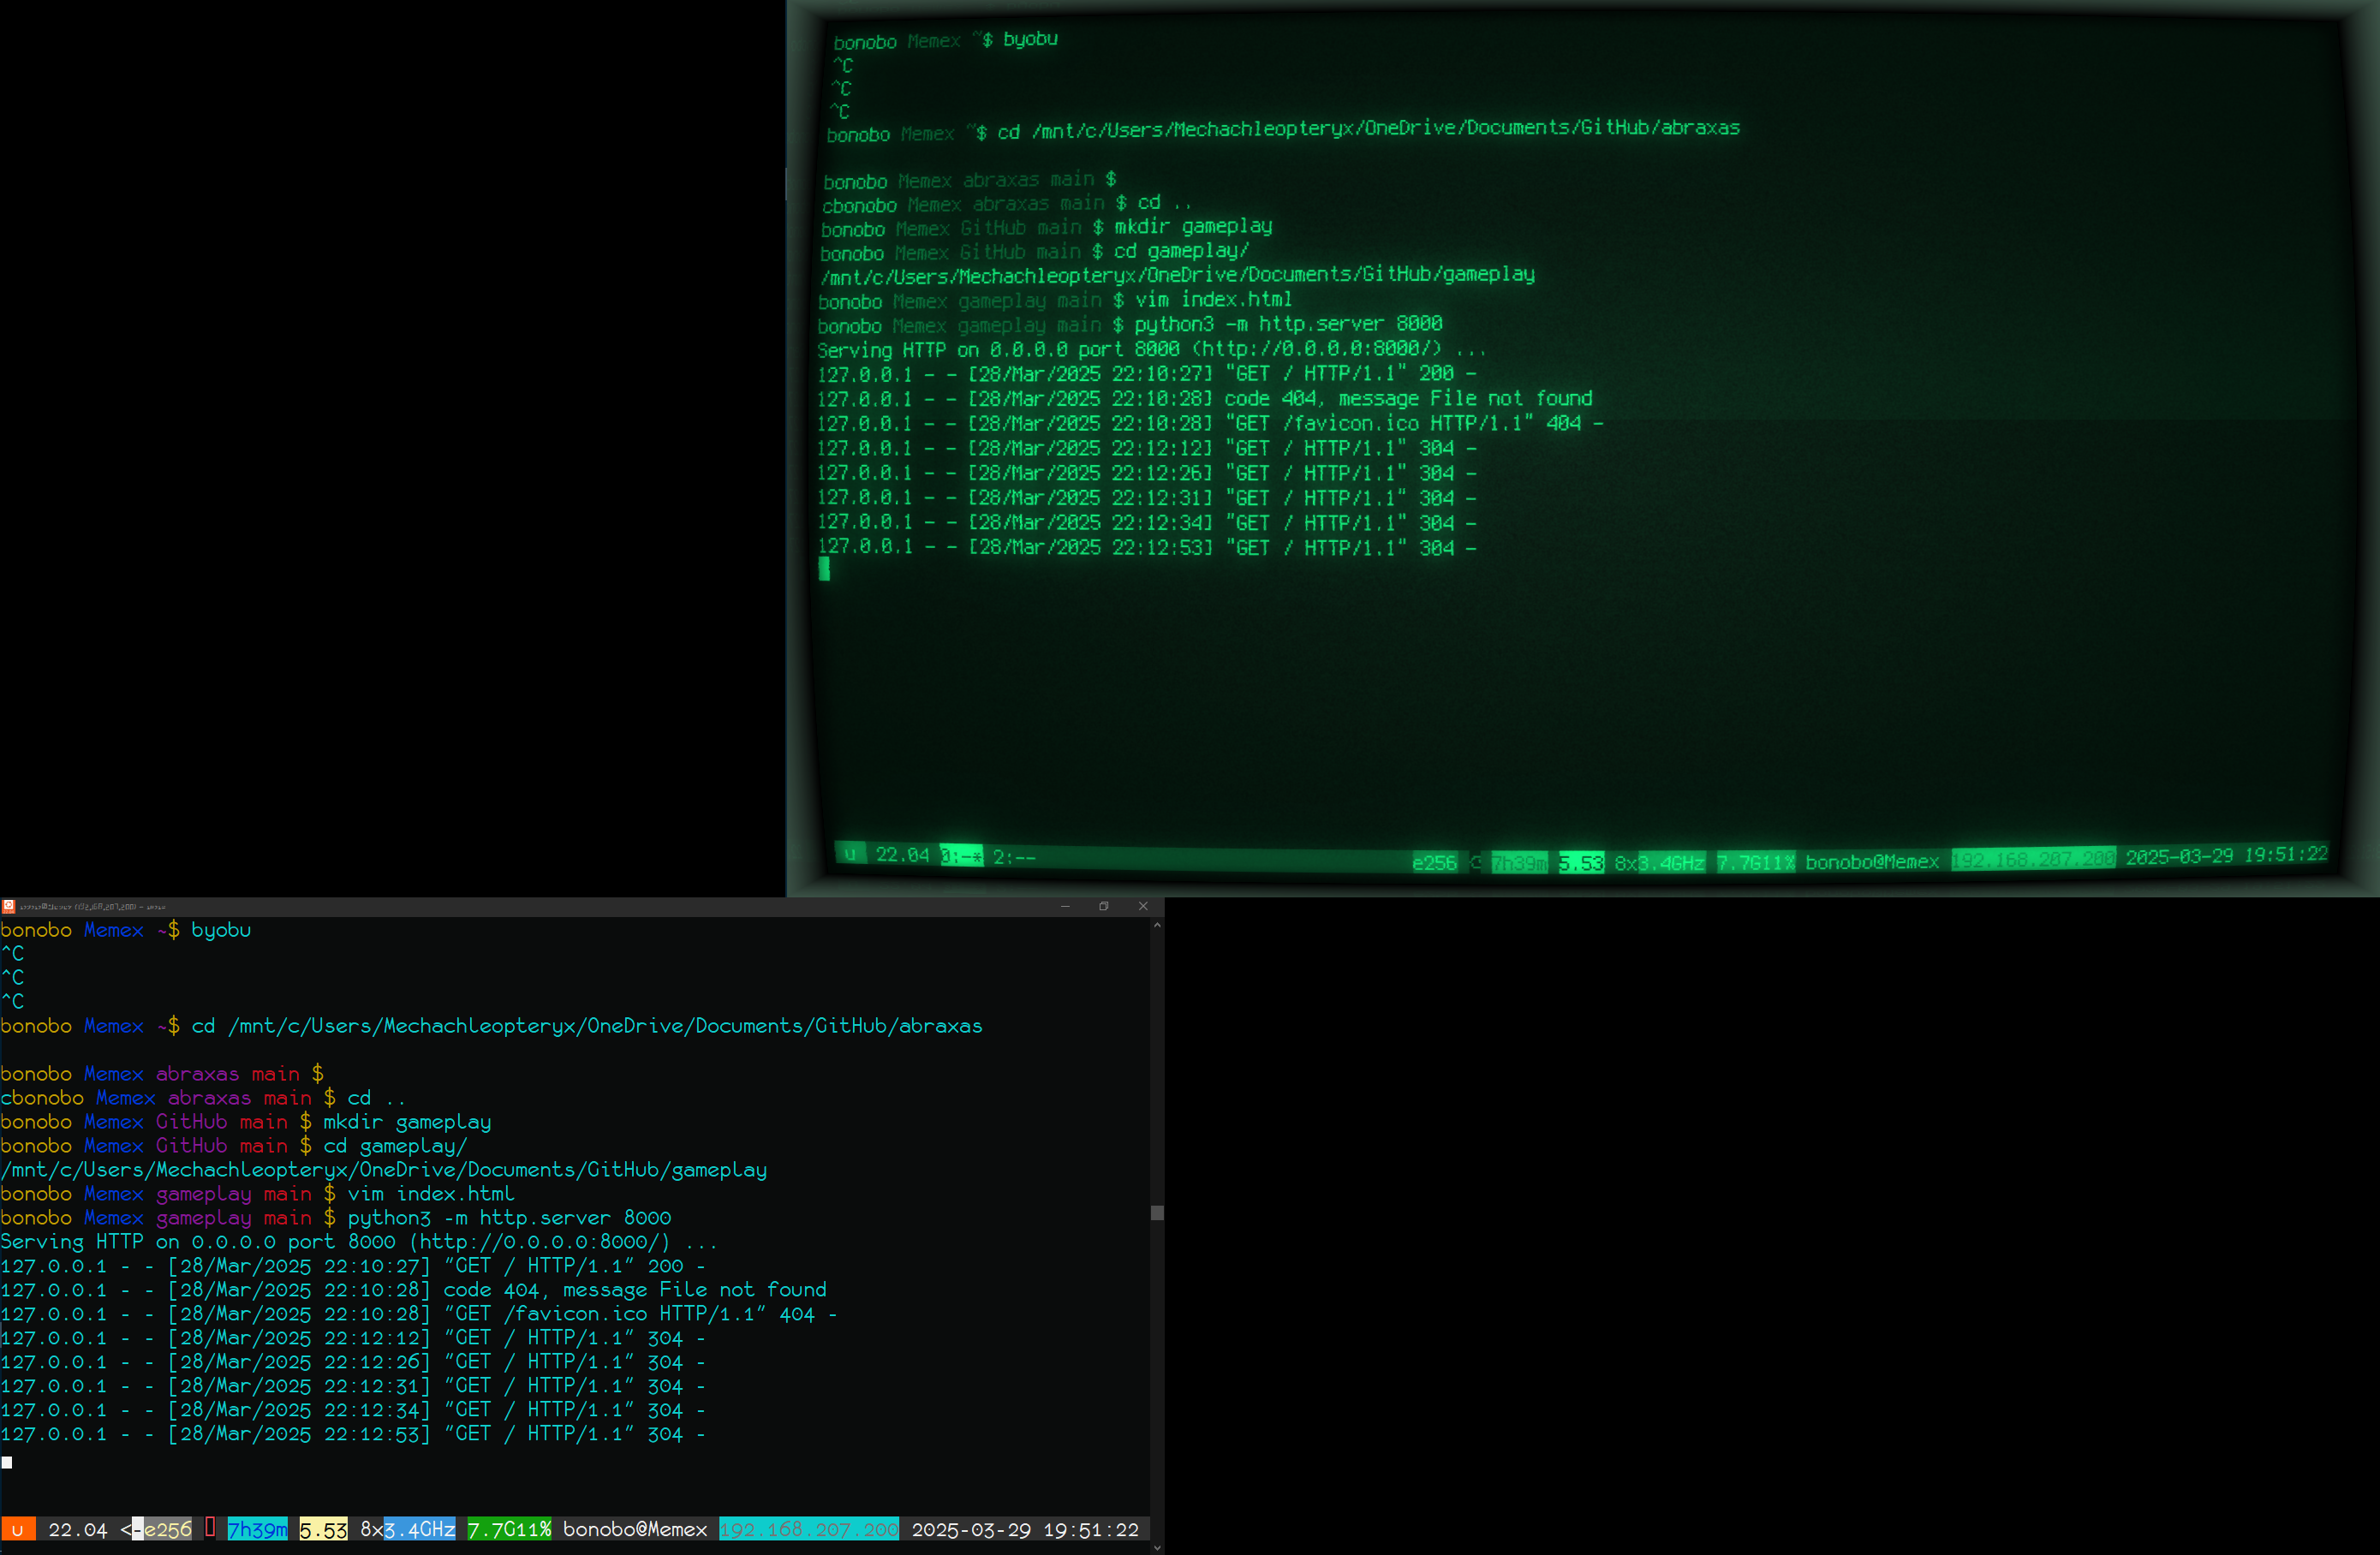 bonobo Memex ~$ byobu
^C
^C
^C
bonobo Memex ~$ cd /mnt/c/Users/Mechachleopteryx/OneDrive/Documents/GitHub/abraxas
bonobo Memex abraxas main $
cbonobo Memex abraxas main $ cd ..
bonobo Memex GitHub main $ mkdir gameplay
bonobo Memex GitHub main $ cd gameplay/
/mnt/c/Users/Mechachleopteryx/OneDrive/Documents/GitHub/gameplay
bonobo Memex gameplay main $ vim index.html
bonobo Memex gameplay main $ python3 -m http.server 8000
Serving HTTP on 0.0.0.0 port 8000 (http://0.0.0.0:8000/) ...
127.0.0.1 - - [28/Mar/2025 22:10:27] "GET / HTTP/1.1" 200 -
127.0.0.1 - - [28/Mar/2025 22:10:28] code 404, message File not found
127.0.0.1 - - [28/Mar/2025 22:10:28] "GET /favicon.ico HTTP/1.1" 404 -
127.0.0.1 - - [28/Mar/2025 22:12:12] "GET / HTTP/1.1" 304 -
127.0.0.1 - - [28/Mar/2025 22:12:26] "GET / HTTP/1.1" 304 -
127.0.0.1 - - [28/Mar/2025 22:12:31] "GET / HTTP/1.1" 304 -
127.0.0.1 - - [28/Mar/2025 22:12:34] "GET / HTTP/1.1" 304 -
127.0.0.1 - - [28/Mar/2025 22:12:53] "GET / HTTP/1.1" 304 -
u 22.04 0:-* 2:-- e256 7h39m 5.53 8x3.4GHz 7.7G11% bonobo@Memex 192.168.207.200 2025-03-29 19:51:22
bonobo Memex ~$ byobu
^C
^C
^C
bonobo Memex ~$ cd /mnt/c/Users/Mechachleopteryx/OneDrive/Documents/GitHub/abraxas
bonobo Memex abraxas main $
cbonobo Memex abraxas main $ cd ..
bonobo Memex GitHub main $ mkdir gameplay
bonobo Memex GitHub main $ cd gameplay/
/mnt/c/Users/Mechachleopteryx/OneDrive/Documents/GitHub/gameplay
bonobo Memex gameplay main $ vim index.html
bonobo Memex gameplay main $ python3 -m http.server 8000
Serving HTTP on 0.0.0.0 port 8000 (http://0.0.0.0:8000/) ...
127.0.0.1 - - [28/Mar/2025 22:10:27] "GET / HTTP/1.1" 200 -
127.0.0.1 - - [28/Mar/2025 22:10:28] code 404, message File not found
127.0.0.1 - - [28/Mar/2025 22:10:28] "GET /favicon.ico HTTP/1.1" 404 -
127.0.0.1 - - [28/Mar/2025 22:12:12] "GET / HTTP/1.1" 304 -
127.0.0.1 - - [28/Mar/2025 22:12:26] "GET / HTTP/1.1" 304 -
127.0.0.1 - - [28/Mar/2025 22:12:31] "GET / HTTP/1.1" 304 -
127.0.0.1 - - [28/Mar/2025 22:12:34] "GET / HTTP/1.1" 304 -
127.0.0.1 - - [28/Mar/2025 22:12:53] "GET / HTTP/1.1" 304 -
u 22.04 <-e256 7h39m 5.53 8x3.4GHz 7.7G11% bonobo@Memex 192.168.207.200 2025-03-29 19:51:22